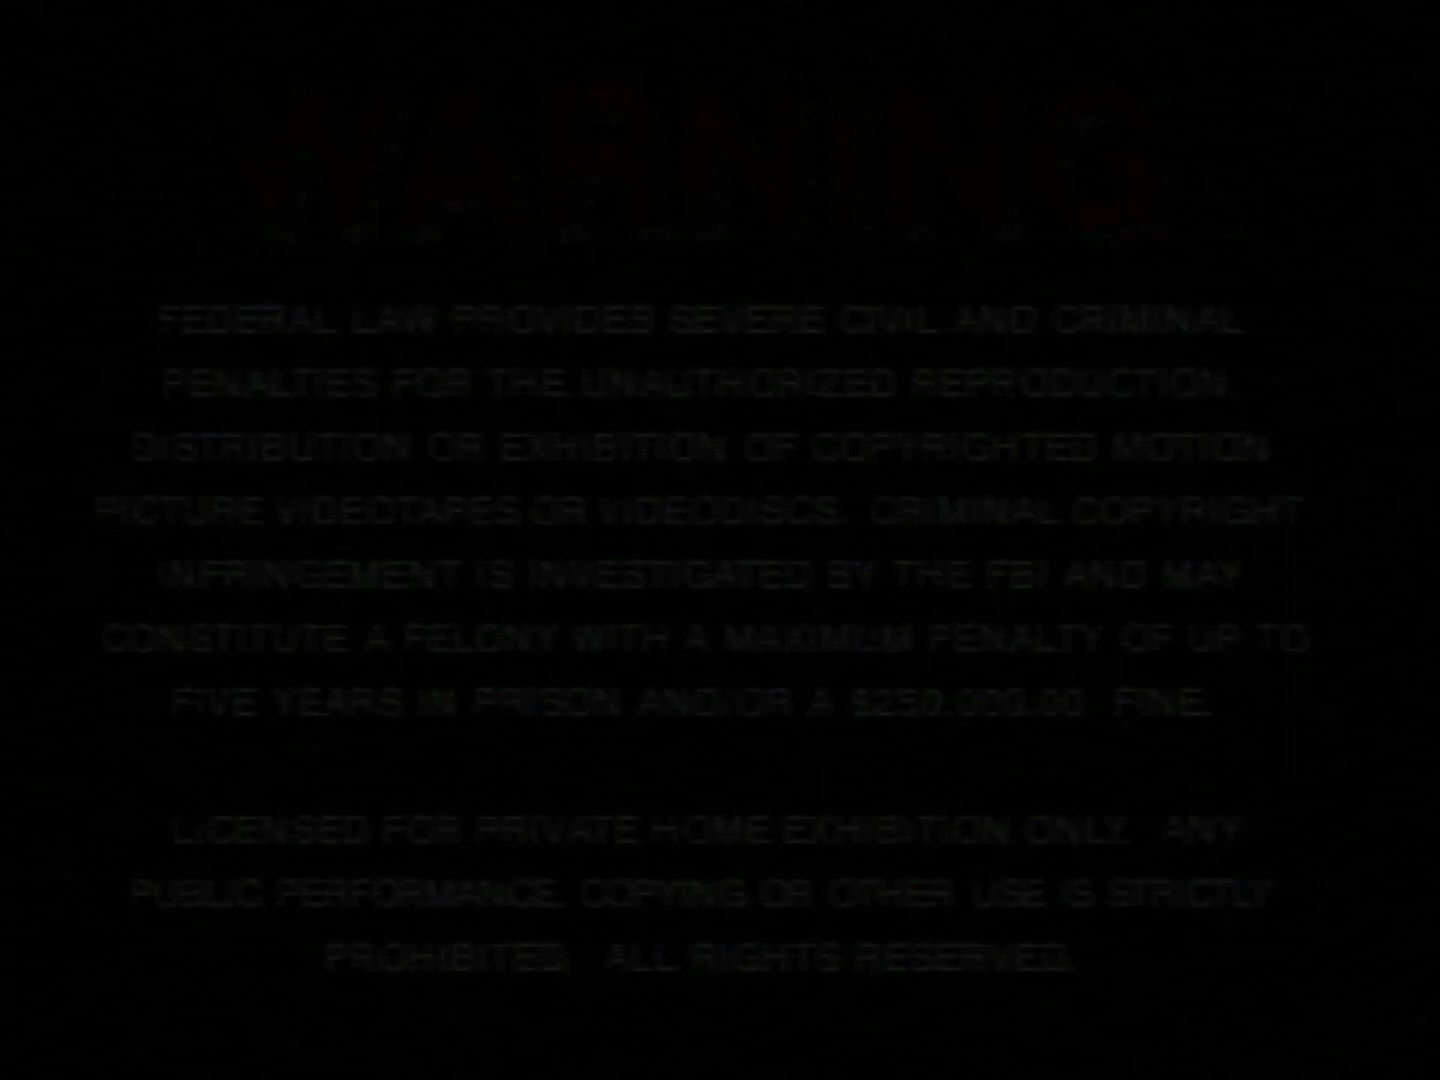 WARNING
FEDERAL LAW PROVIDES SEVERE CIVIL AND CRIMINAL
PENALITIES FOR THE UNAUTHORIZED REPRODUCTION
DISTRIBUTION OR EXHIBITION OF COPYRIGHTED MOTION
PICTURE VIDEOTAPES OR VIDEODISCS. CRIMINAL COPYRIGHT
INFRINGEMENT IS INVESTIGATED BY THE FBI AND MAY
CONSTITUTE A FELONY WITH A MAXIMUM PENALTY OF UP TO
FIVE YEARS IN PRISON AND/OR A $250,000.00 FINE.
LICENSED FOR PRIVATE HOME EXHIBITION ONLY. ANY
PUBLIC PERFORMANCE, COPYING OR OTHER USE IS STRICTLY
PROHIBITED. ALL RIGHTS RESERVED.